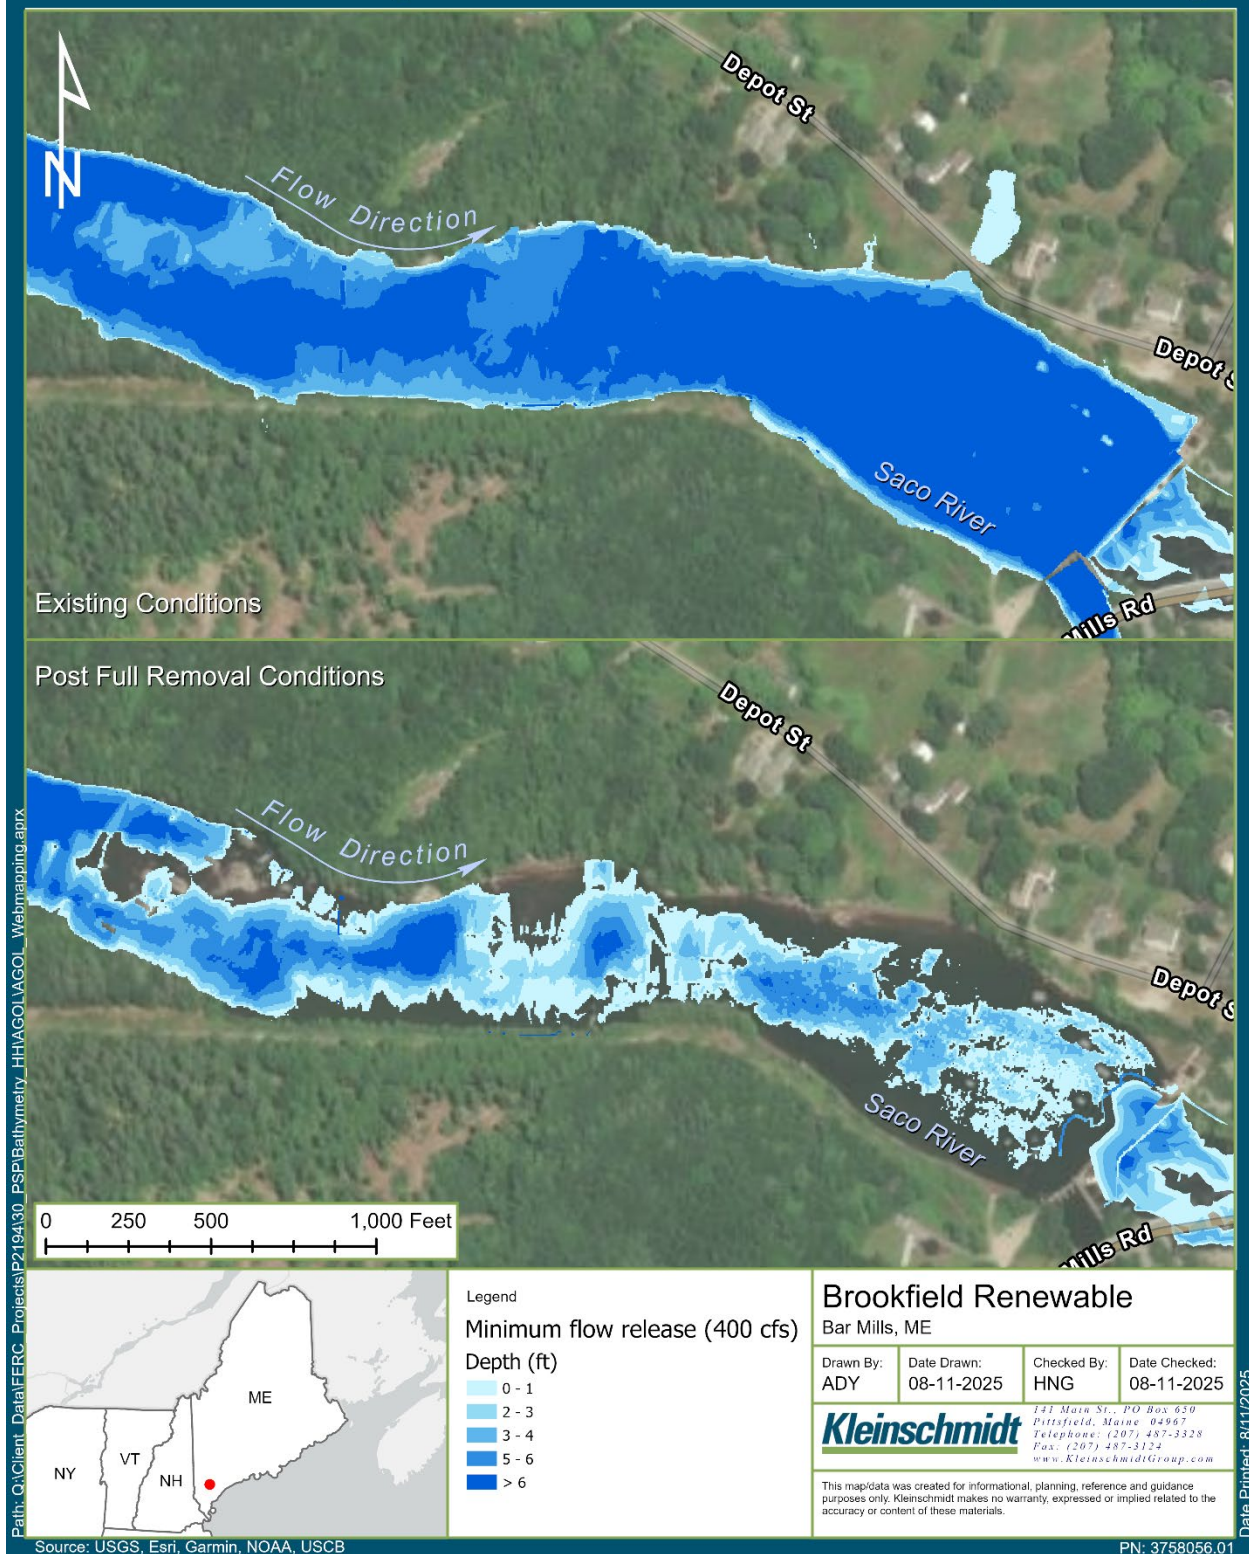 N
Flow Direction
Depot St
Depot S
Saco River
Mills Rd
Existing Conditions
Post Full Removal Conditions
Depot St
Flow Direction
Depot S
Saco River
Mills Rd
0 250 500 1,000 Feet
ME
VT
NH
NY
Legend
Minimum flow release (400 cfs)
Depth (ft)
0 - 1
2 - 3
3 - 4
5 - 6
> 6
Brookfield Renewable
Bar Mills, ME
Drawn By:
ADY
Date Drawn:
08-11-2025
Checked By:
HNG
Date Checked:
08-11-2025
Kleinschmidt
141 Main St., PO Box 650
Pittsfield, Maine 04967
Telephone: (207) 487-3328
Fax: (207) 487-3124
www.KleinschmidtGroup.com
This map/data was created for informational, planning, reference and guidance
purposes only. Kleinschmidt makes no warranty, expressed or implied related to the
accuracy or content of these materials.
Path: Q:\Client_Data\FERC_Projects\P2194\30_PSP\Bathymetry_HH\AGOL\AGOL_Webmapping.aprx
Date Printed: 8/11/2025
Source: USGS, Esri, Garmin, NOAA, USCB
PN: 3758056.01